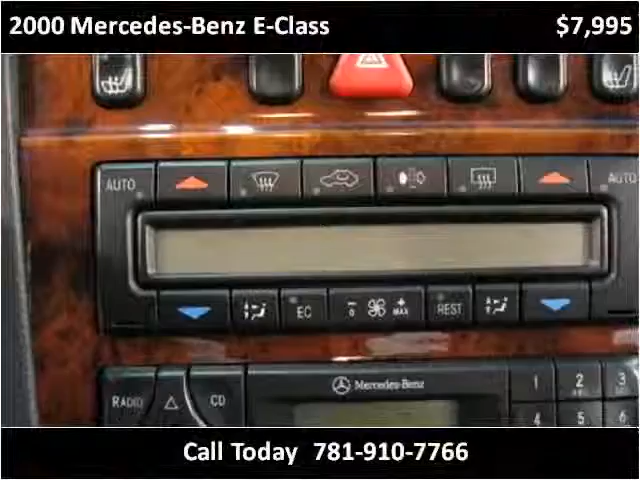 2000 Mercedes-Benz E-Class $7,995
AUTO AUTO
EC 0 MAX REST
Mercedes-Benz
RADIO CD 1 2 3
4 5 6
Call Today 781-910-7766